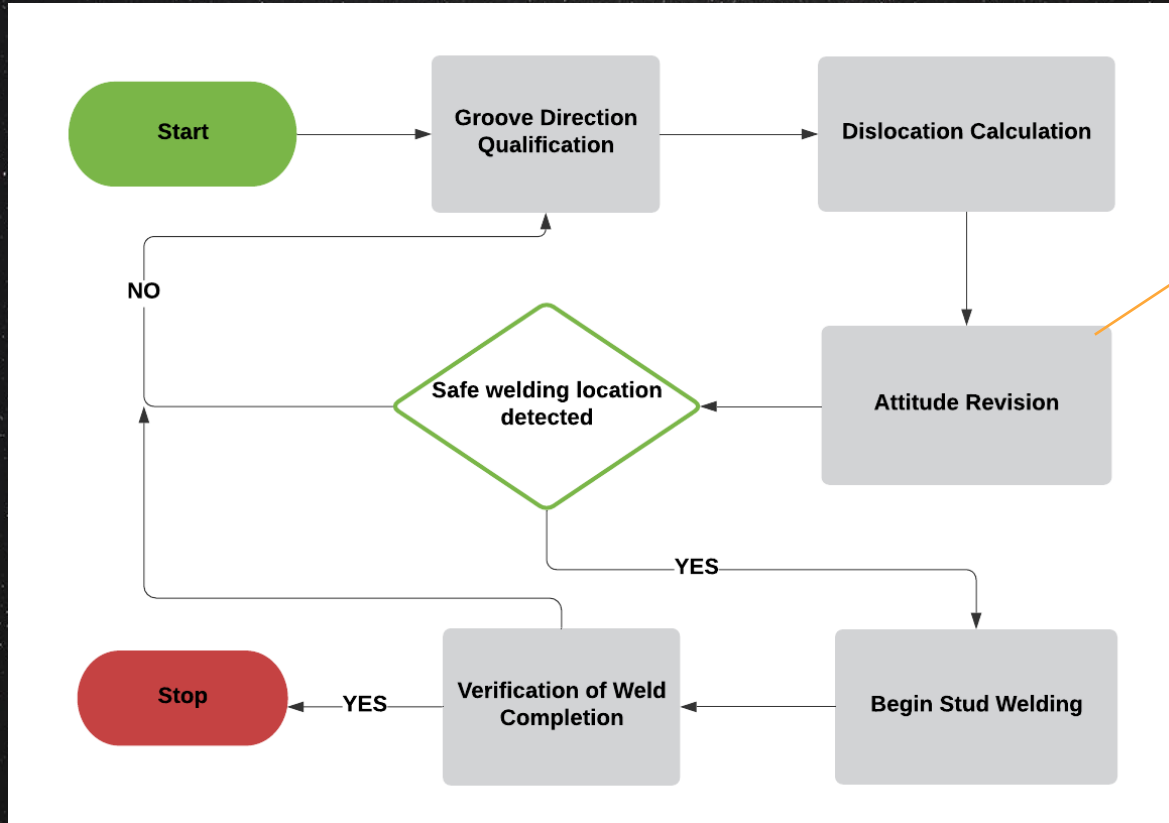 Start
Groove Direction
Qualification
Dislocation Calculation
NO
Safe welding location
detected
Attitude Revision
YES
Stop
YES
Verification of Weld
Completion
Begin Stud Welding